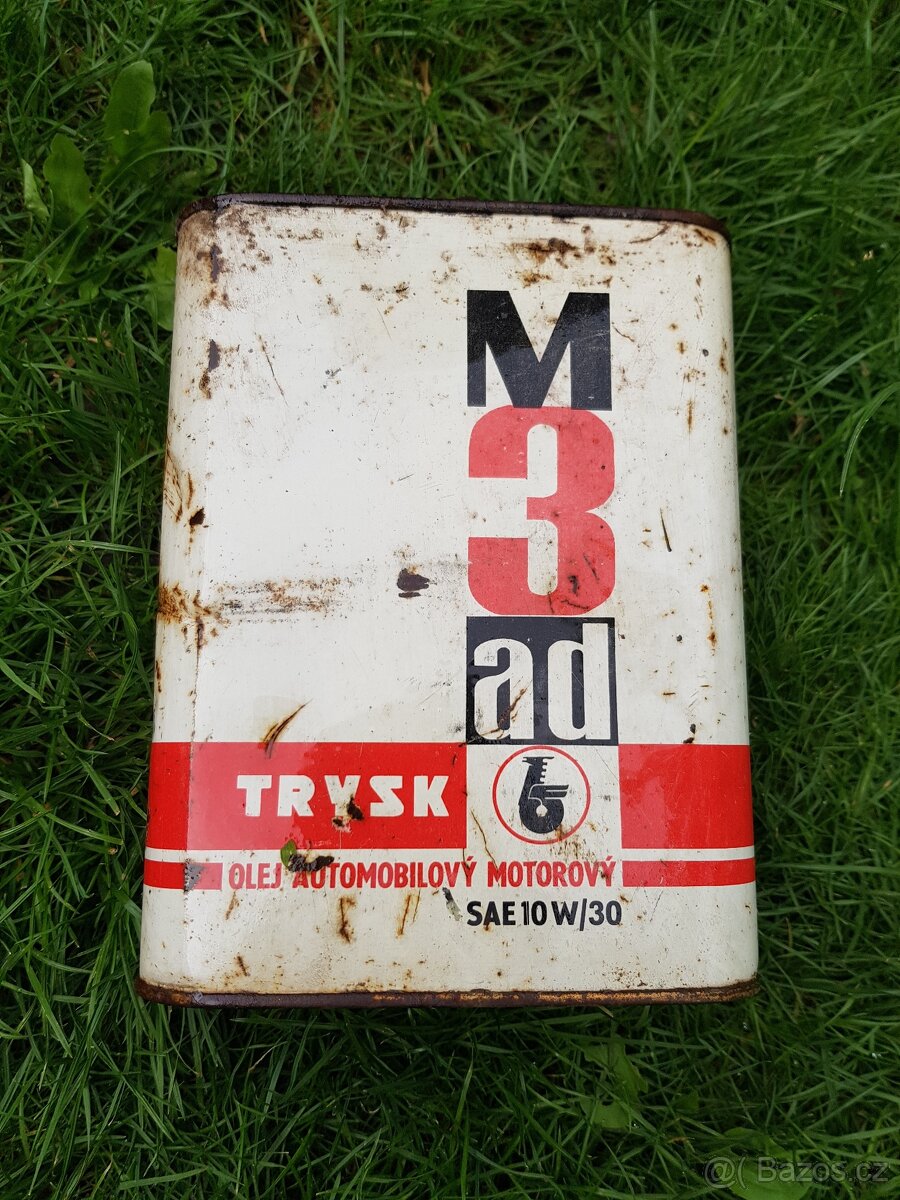 M
3
ad
TRYSK
OLEJ AUTOMOBILOVÝ MOTOROVÝ
SAE 10 W/30
@( Bazos.cz